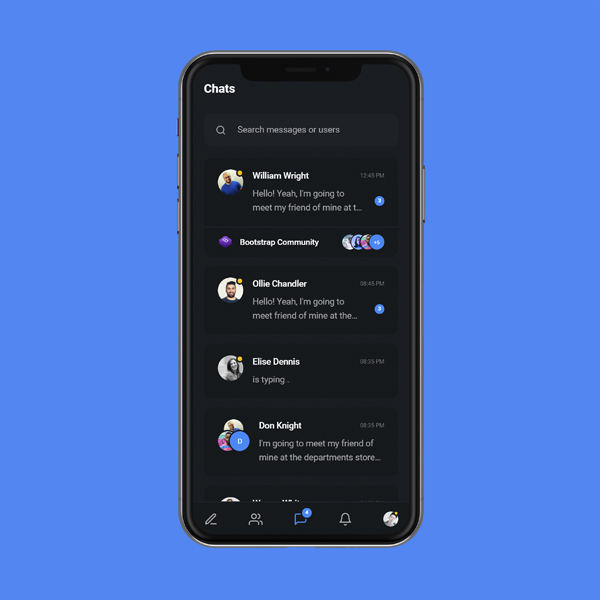 Chats
Search messages or users
William Wright
12:45 PM
Hello! Yeah, I'm going to
meet my friend of mine at t...
3
Bootstrap Community
+5
Ollie Chandler
08:45 PM
Hello! Yeah, I'm going to
meet friend of mine at the...
3
Elise Dennis
08:35 PM
is typing .
Don Knight
08:35 PM
D
I'm going to meet my friend of
mine at the departments store...
4